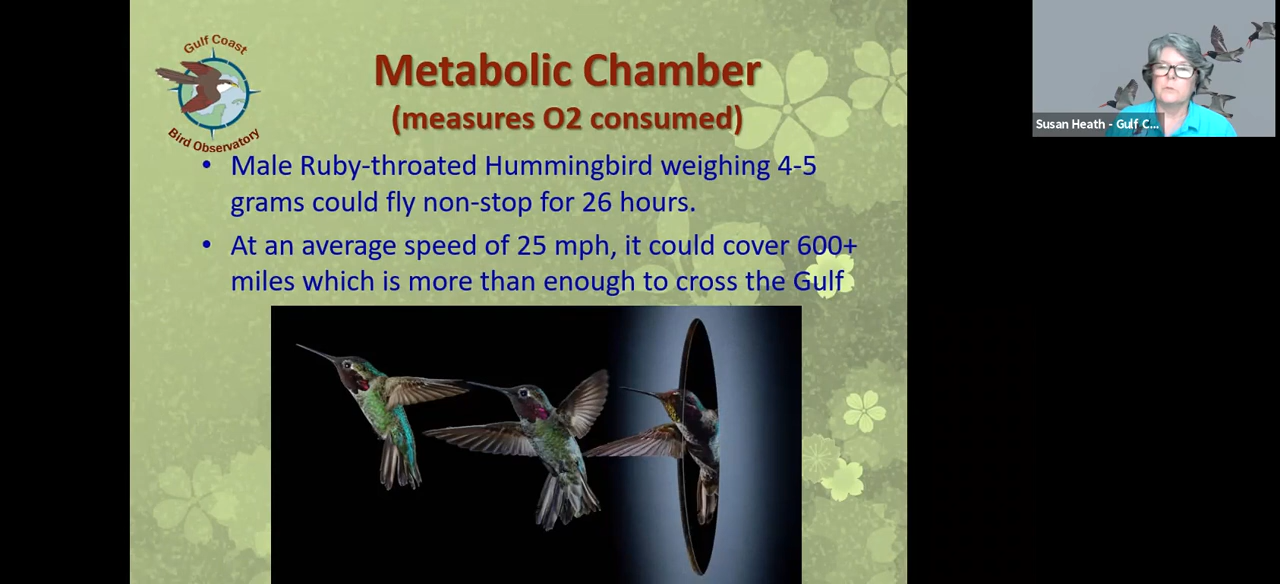 Gulf Coast
Bird Observatory
Metabolic Chamber
(measures O2 consumed)
• Male Ruby-throated Hummingbird weighing 4-5
grams could fly non-stop for 26 hours.
• At an average speed of 25 mph, it could cover 600+
miles which is more than enough to cross the Gulf
Susan Heath - Gulf C...